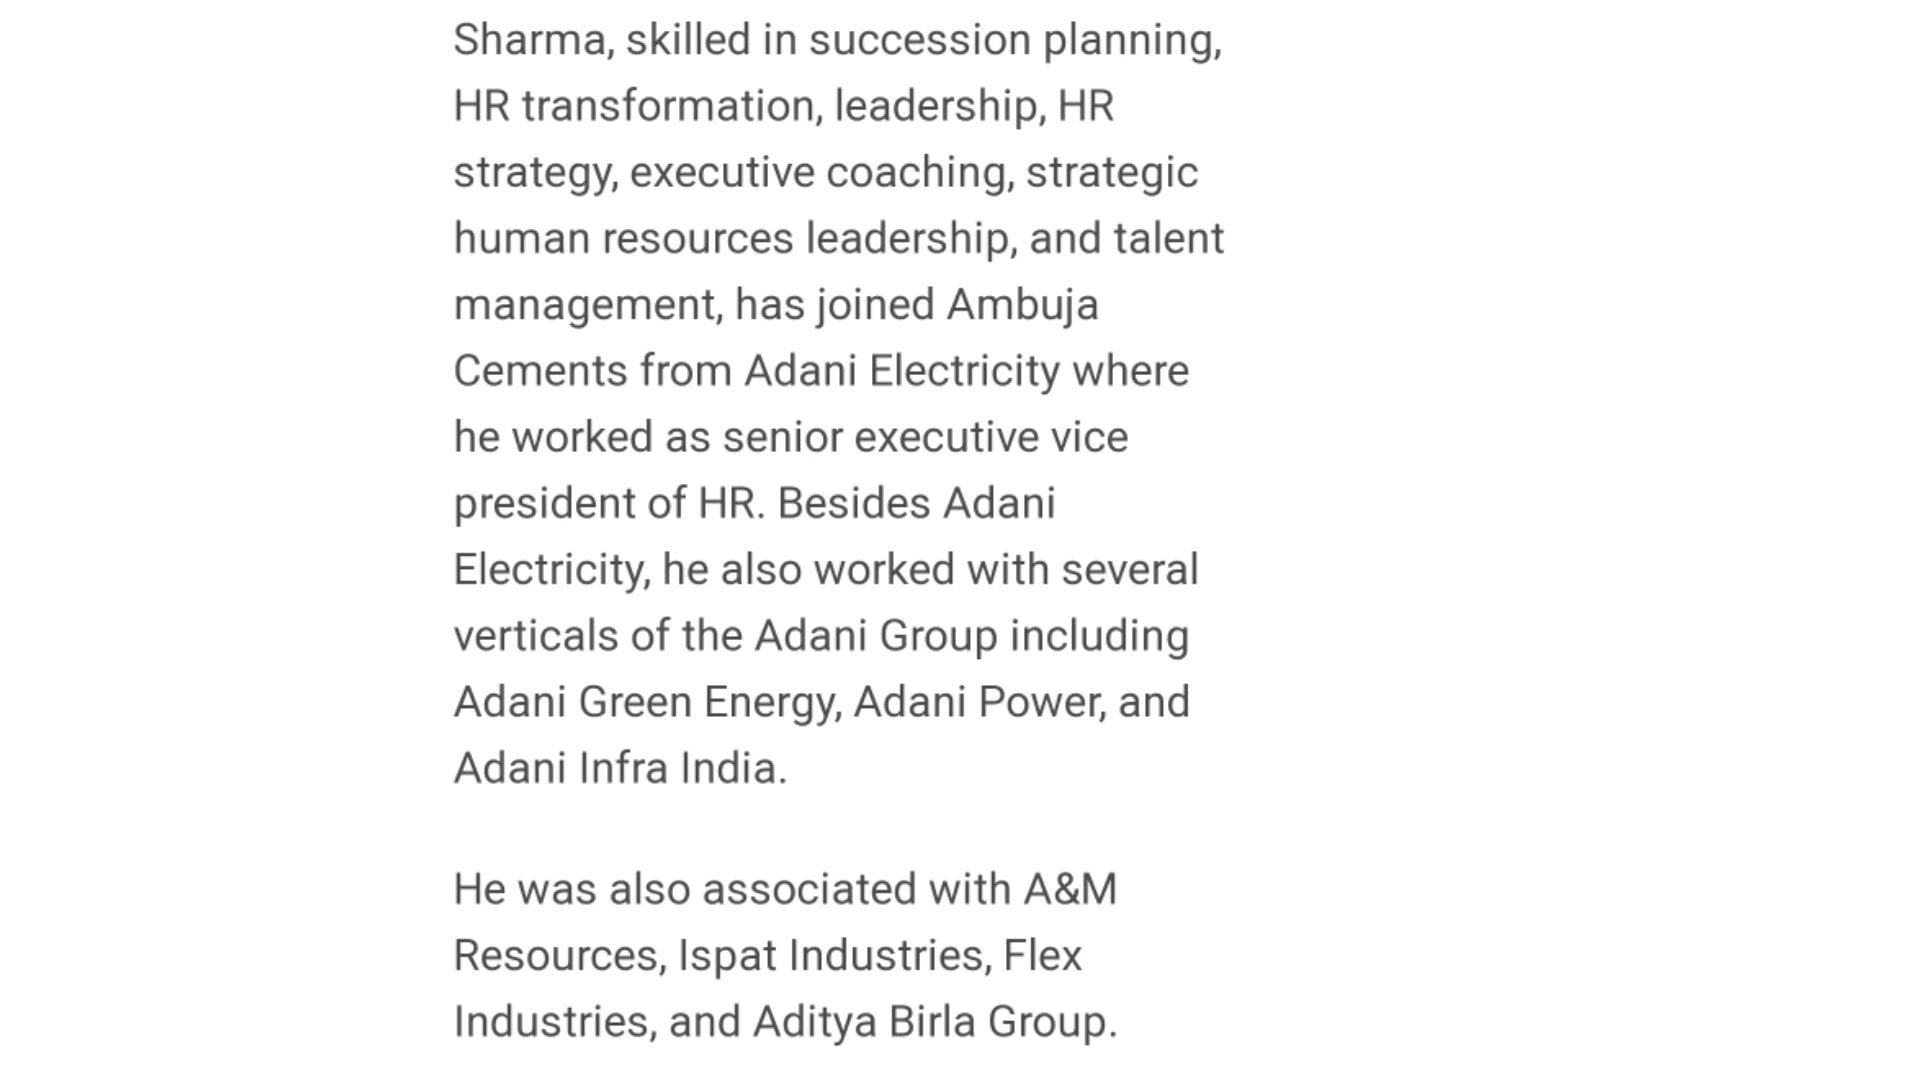 Sharma, skilled in succession planning,
HR transformation, leadership, HR
strategy, executive coaching, strategic
human resources leadership, and talent
management, has joined Ambuja
Cements from Adani Electricity where
he worked as senior executive vice
president of HR. Besides Adani
Electricity, he also worked with several
verticals of the Adani Group including
Adani Green Energy, Adani Power, and
Adani Infra India.
He was also associated with A&M
Resources, Ispat Industries, Flex
Industries, and Aditya Birla Group.